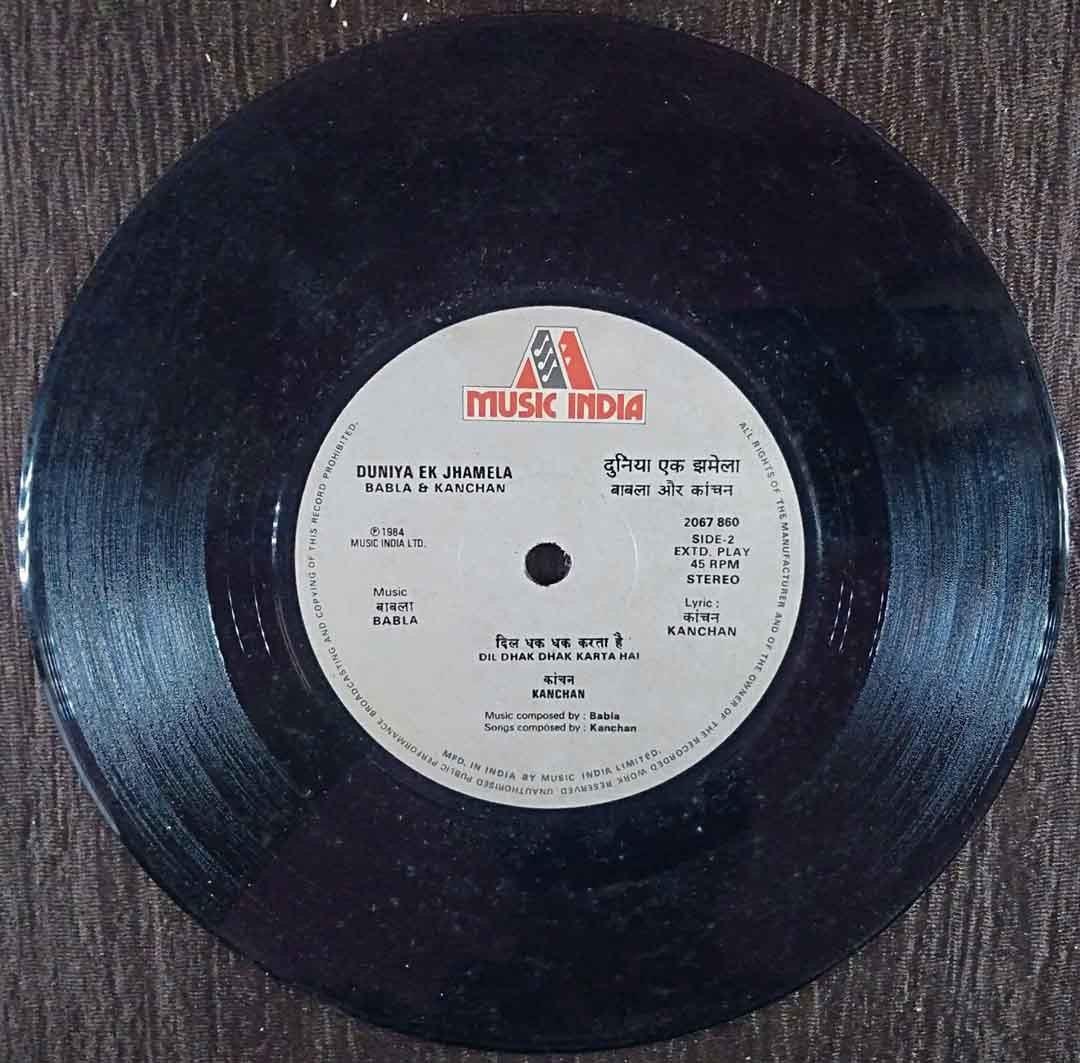 MUSIC INDIA
DUNIYA EK JHAMELA
BABLA & KANCHAN
दुनिया एक झमेला
बाबला और कांचन
℗ 1984
MUSIC INDIA LTD.
2067 860
SIDE-2
EXTD. PLAY
45 RPM
STEREO
Music
बाबला
BABLA
Lyric :
कांचन
KANCHAN
दिल धक धक करता है
DIL DHAK DHAK KARTA HAI
कांचन
KANCHAN
Music composed by : Babla
Songs composed by : Kanchan
MFD. IN INDIA BY MUSIC INDIA LIMITED.
ALL RIGHTS OF THE MANUFACTURER AND OF THE OWNER OF THE RECORDED WORK RESERVED. UNAUTHORISED PUBLIC PERFORMANCE BROADCASTING AND COPYING OF THIS RECORD PROHIBITED.